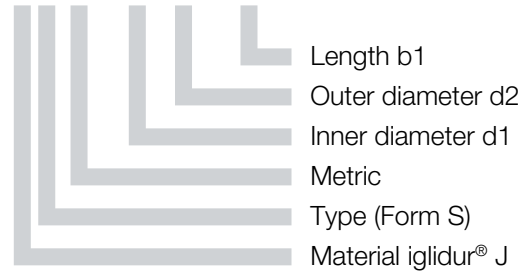 Length b1
Outer diameter d2
Inner diameter d1
Metric
Type (Form S)
Material iglidur® J